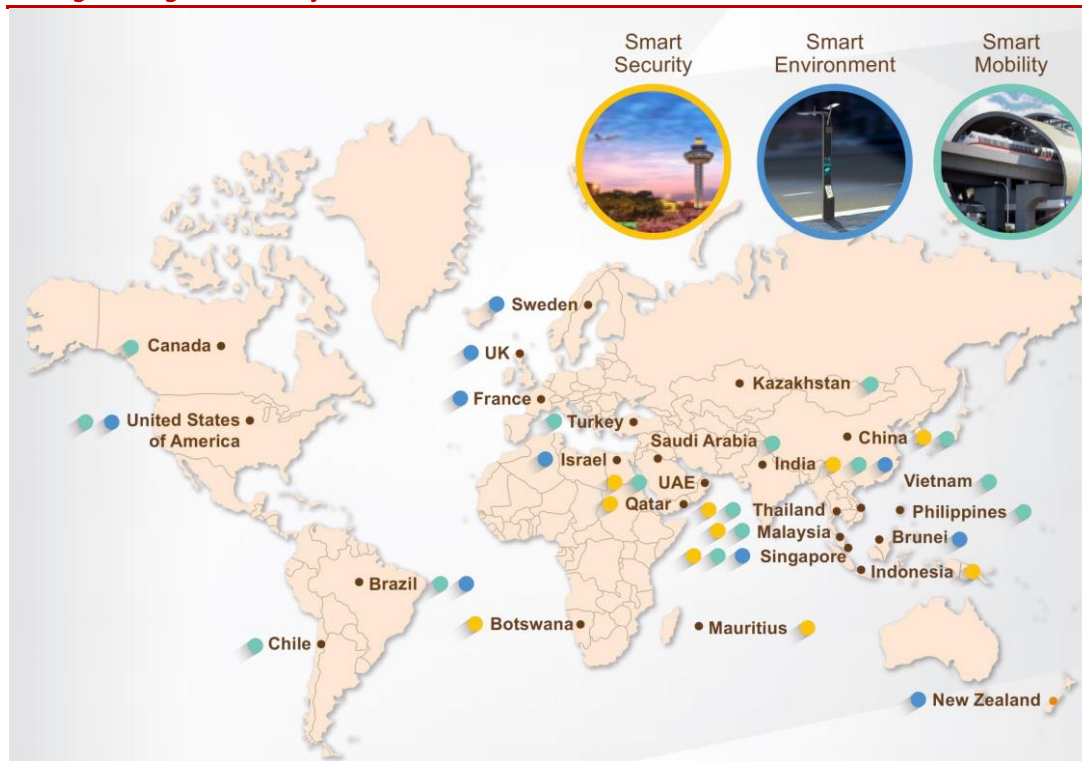 Smart
Security
Smart
Environment
Smart
Mobility
Sweden
Canada
UK
Kazakhstan
France
United States
of America
Turkey
Saudi Arabia
China
Israel
India
UAE
Vietnam
Qatar
Thailand
Philippines
Malaysia
Brunei
Singapore
Indonesia
Brazil
Botswana
Mauritius
Chile
New Zealand